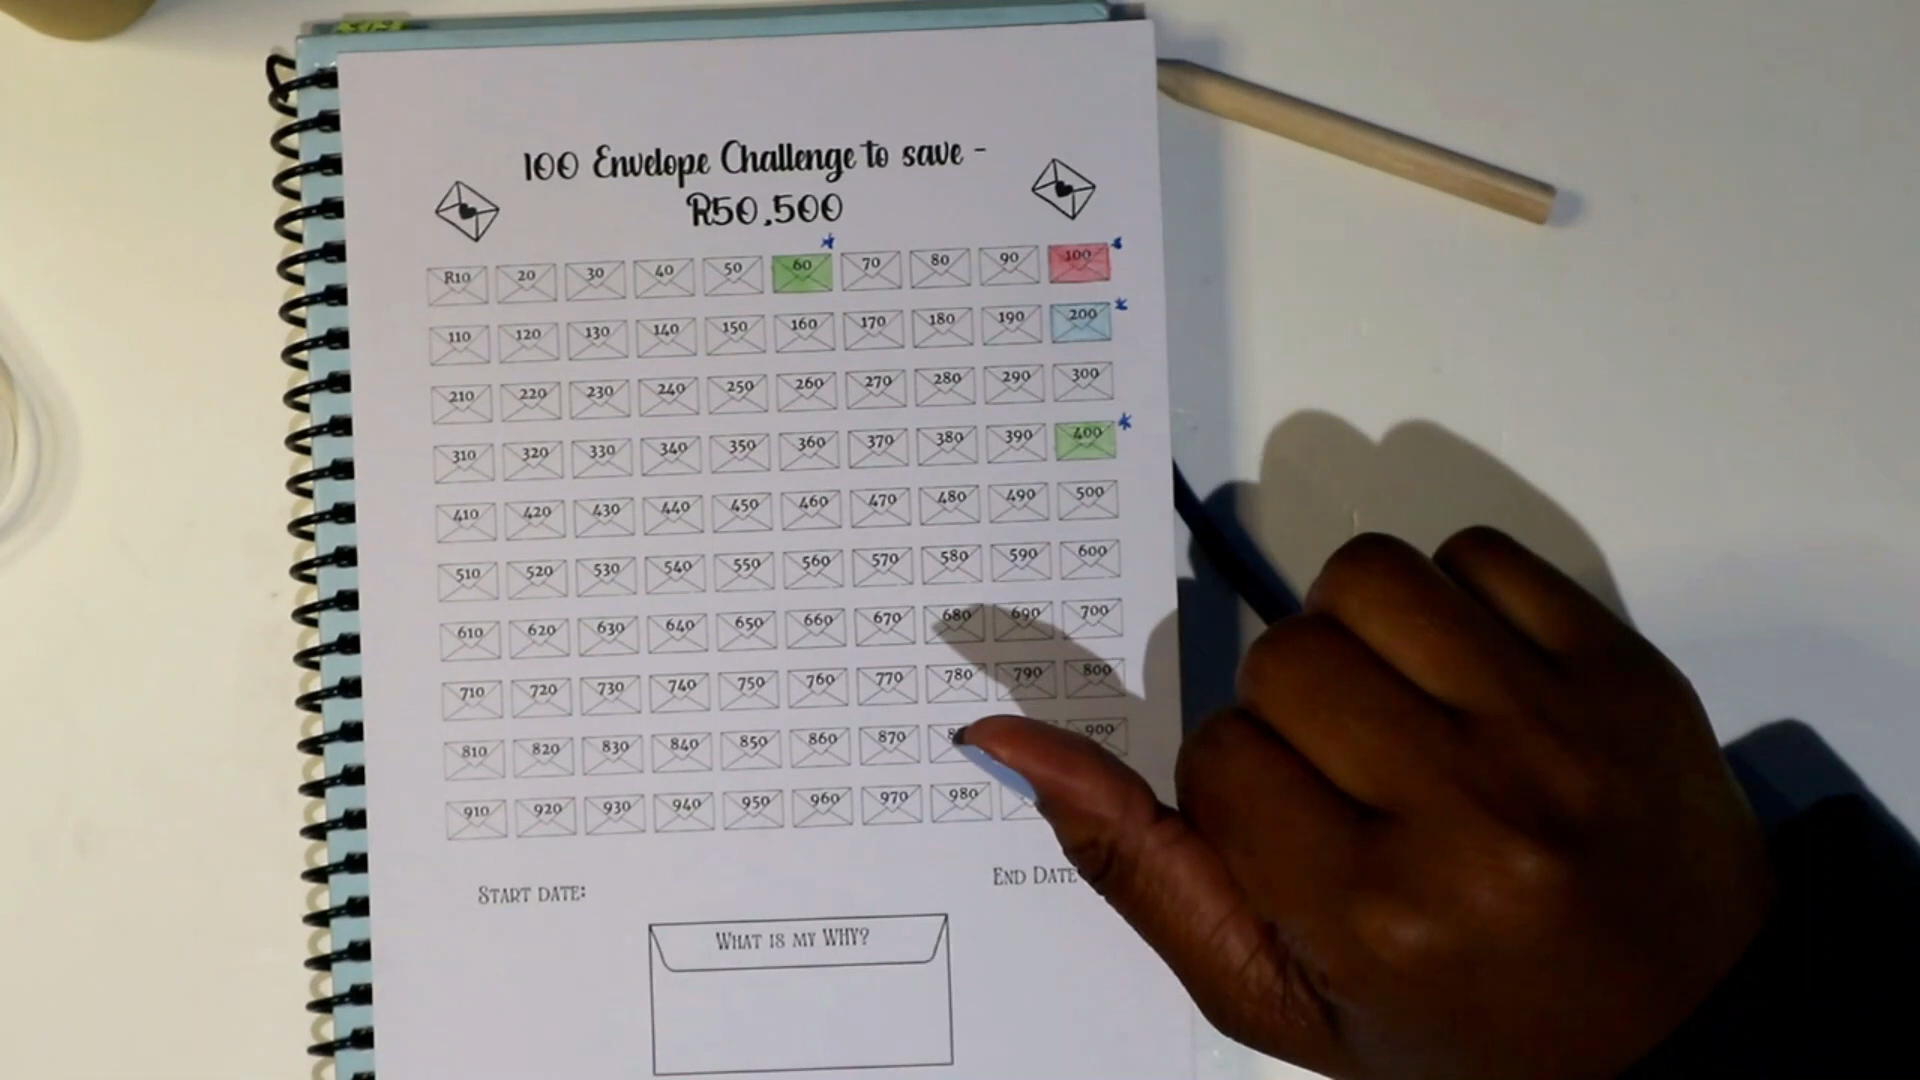 100 Envelope Challenge to save -
R50,500
R10 20 30 40 50 60 70 80 90 100
110 120 130 140 150 160 170 180 190 200
210 220 230 240 250 260 270 280 290 300
310 320 330 340 350 360 370 380 390 400
410 420 430 440 450 460 470 480 490 500
510 520 530 540 550 560 570 580 590 600
610 620 630 640 650 660 670 680 690 700
710 720 730 740 750 760 770 780 790 800
810 820 830 840 850 860 870 900
910 920 930 940 950 960 970 980
START DATE: END DATE
WHAT IS MY WHY?